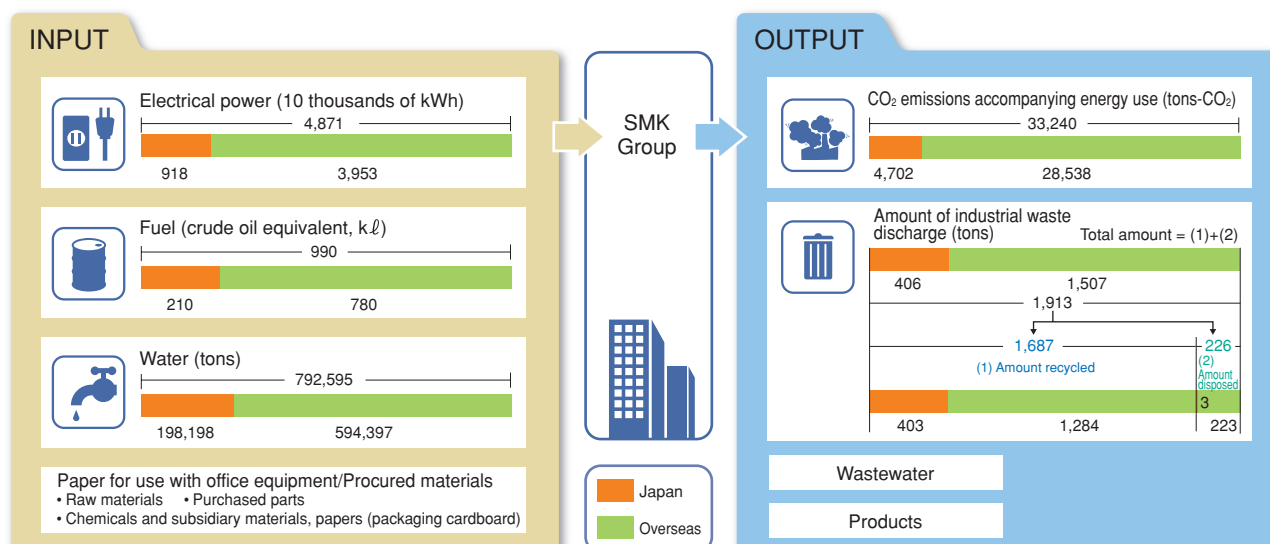 INPUT
Electrical power (10 thousands of kWh)
4,871
918 3,953
Fuel (crude oil equivalent, kℓ)
990
210 780
Water (tons)
792,595
198,198 594,397
Paper for use with office equipment/Procured materials
• Raw materials • Purchased parts
• Chemicals and subsidiary materials, papers (packaging cardboard)
SMK
Group
Japan
Overseas
OUTPUT
CO₂ emissions accompanying energy use (tons-CO₂)
33,240
4,702 28,538
Amount of industrial waste
discharge (tons) Total amount = (1)+(2)
406 1,507
1,913
1,687 226
(1) Amount recycled
(2)
Amount
disposed
3
403 1,284 223
Wastewater
Products